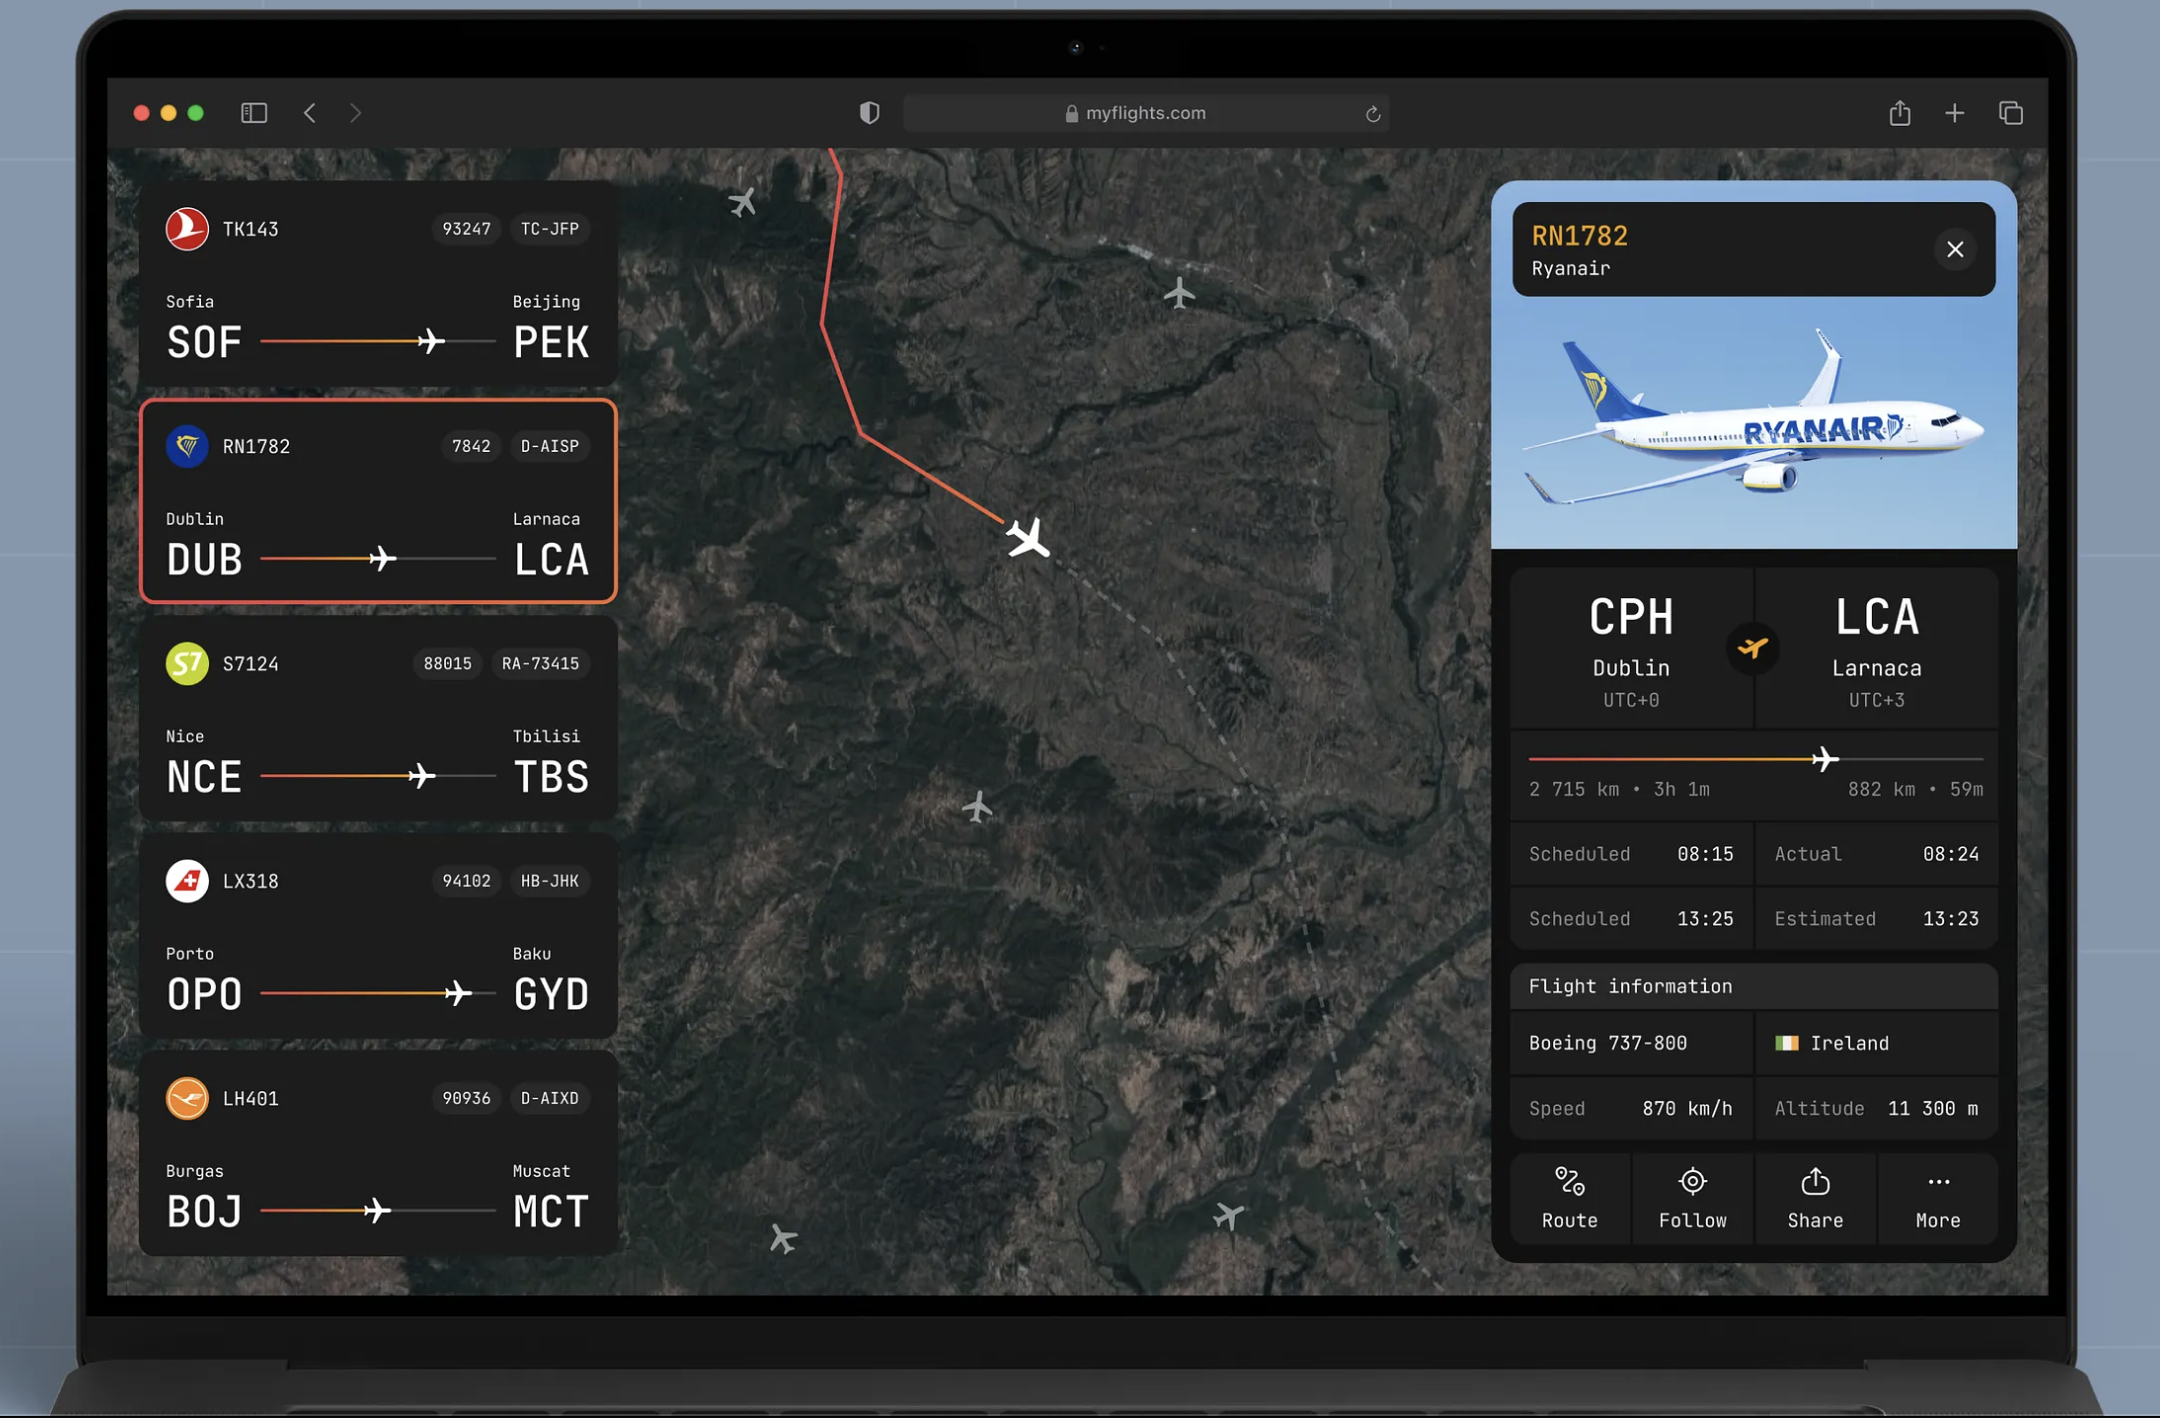 myflights.com
TK143 93247 TC-JFP
Sofia Beijing
SOF PEK
RN1782 7842 D-AISP
Dublin Larnaca
DUB LCA
S7 S7124 88015 RA-73415
Nice Tbilisi
NCE TBS
LX318 94102 HB-JHK
Porto Baku
OPO GYD
LH401 90936 D-AIXD
Burgas Muscat
BOJ MCT
RN1782
Ryanair
RYANAIR
CPH LCA
Dublin Larnaca
UTC+0 UTC+3
2 715 km • 3h 1m 882 km • 59m
Scheduled 08:15 Actual 08:24
Scheduled 13:25 Estimated 13:23
Flight information
Boeing 737-800 Ireland
Speed 870 km/h Altitude 11 300 m
Route Follow Share More